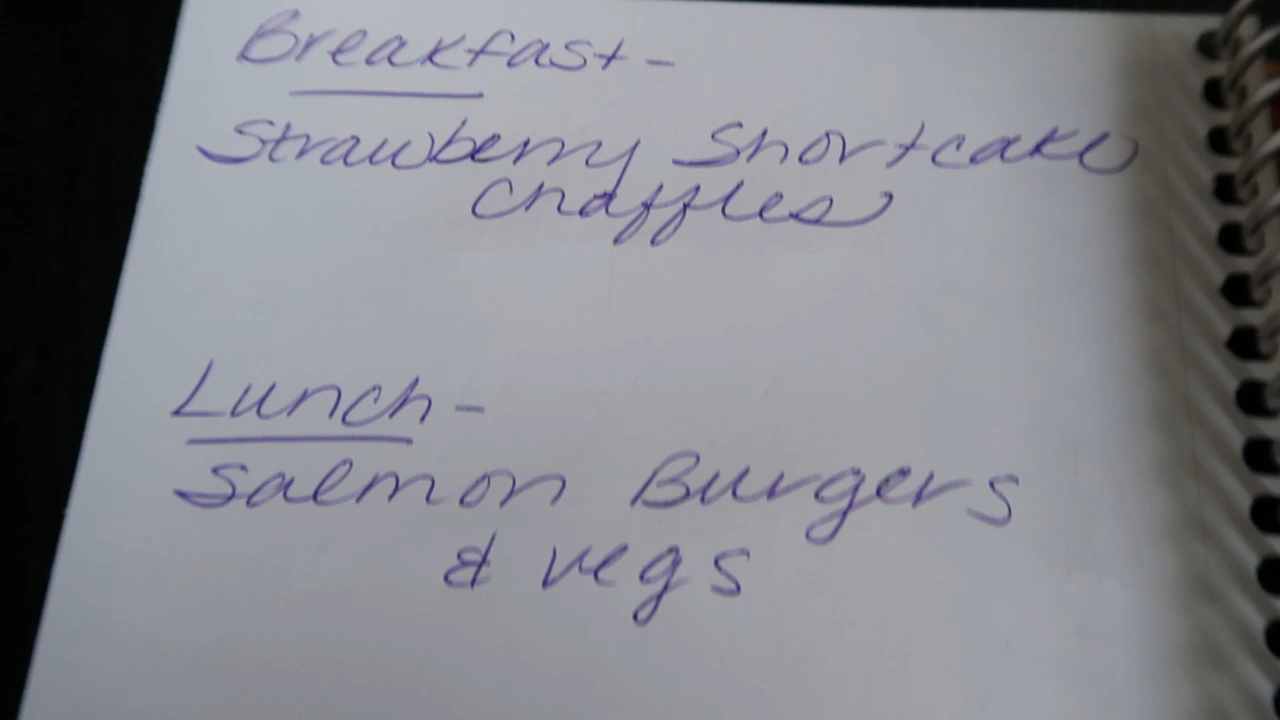 Breakfast -
Strawberry Shortcake
Chaffles
Lunch -
Salmon Burgers
& vegs